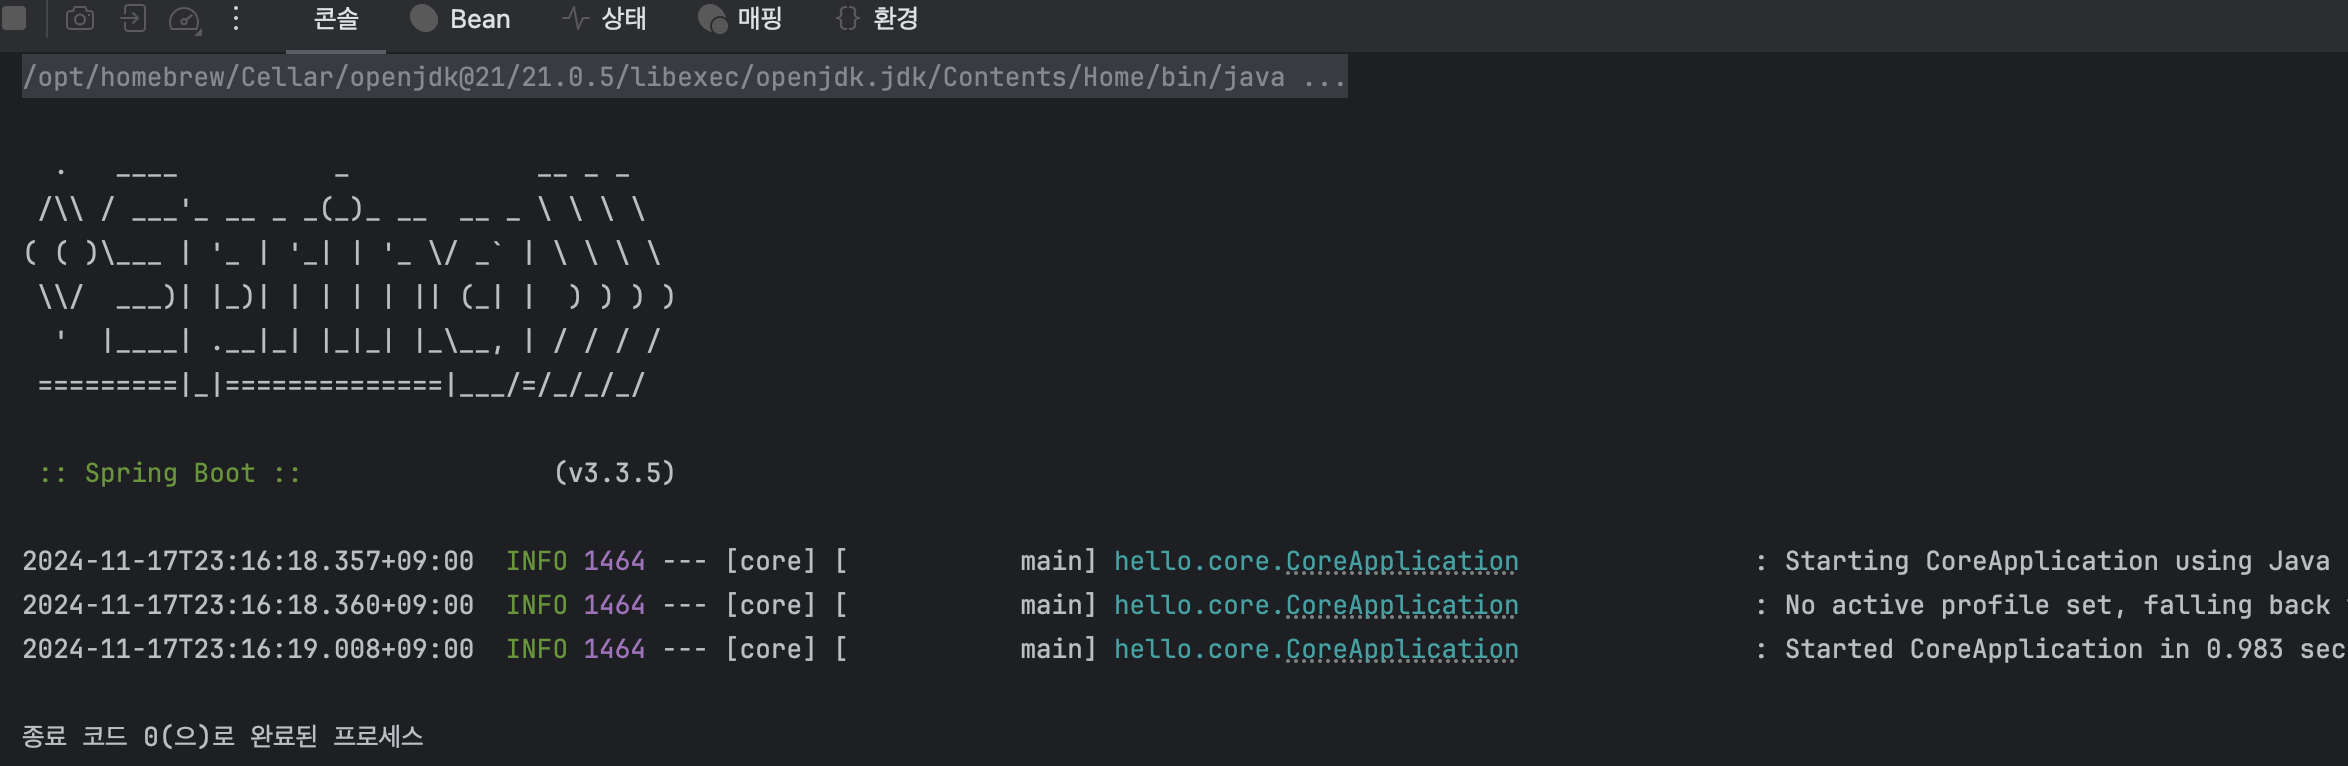 콘솔 Bean 상태 매핑 환경
/opt/homebrew/Cellar/openjdk@21/21.0.5/libexec/openjdk.jdk/Contents/Home/bin/java ...
  .   ____          _            __ _ _
 /\\ / ___'_ __ _ _(_)_ __  __ _ \ \ \ \
( ( )\___ | '_ | '_| | '_ \/ _` | \ \ \ \
 \\/  ___)| |_)| | | | | || (_| |  ) ) ) )
  '  |____| .__|_| |_|_| |_\__, | / / / /
 =========|_|==============|___/=/_/_/_/
 :: Spring Boot ::                (v3.3.5)
2024-11-17T23:16:18.357+09:00  INFO 1464 --- [core] [           main] hello.core.CoreApplication               : Starting CoreApplication using Java
2024-11-17T23:16:18.360+09:00  INFO 1464 --- [core] [           main] hello.core.CoreApplication               : No active profile set, falling back
2024-11-17T23:16:19.008+09:00  INFO 1464 --- [core] [           main] hello.core.CoreApplication               : Started CoreApplication in 0.983 sec
종료 코드 0(으)로 완료된 프로세스